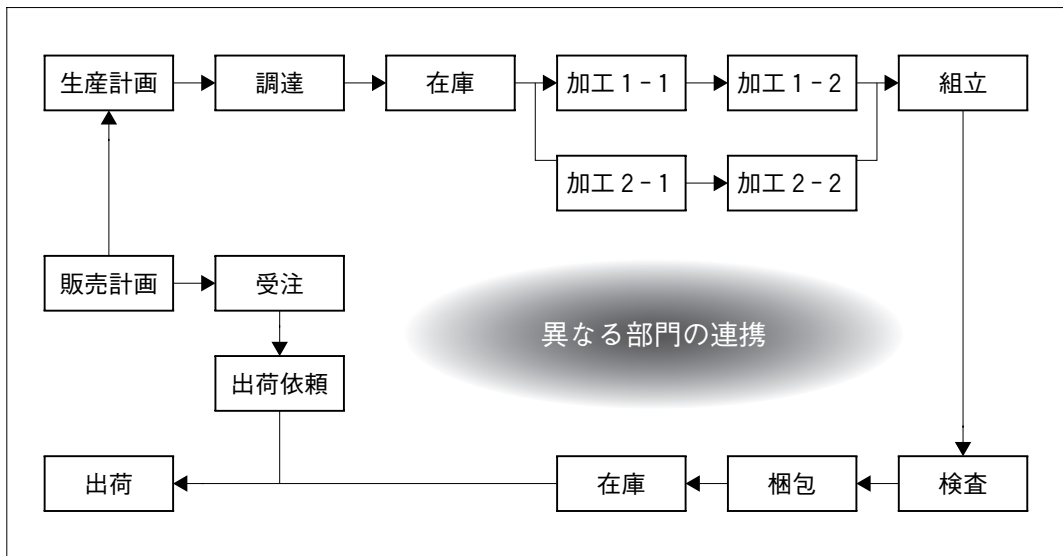 生産計画
調達
在庫
加工1-1
加工1-2
組立
加工2-1
加工2-2
販売計画
受注
異なる部門の連携
出荷依頼
出荷
在庫
梱包
検査